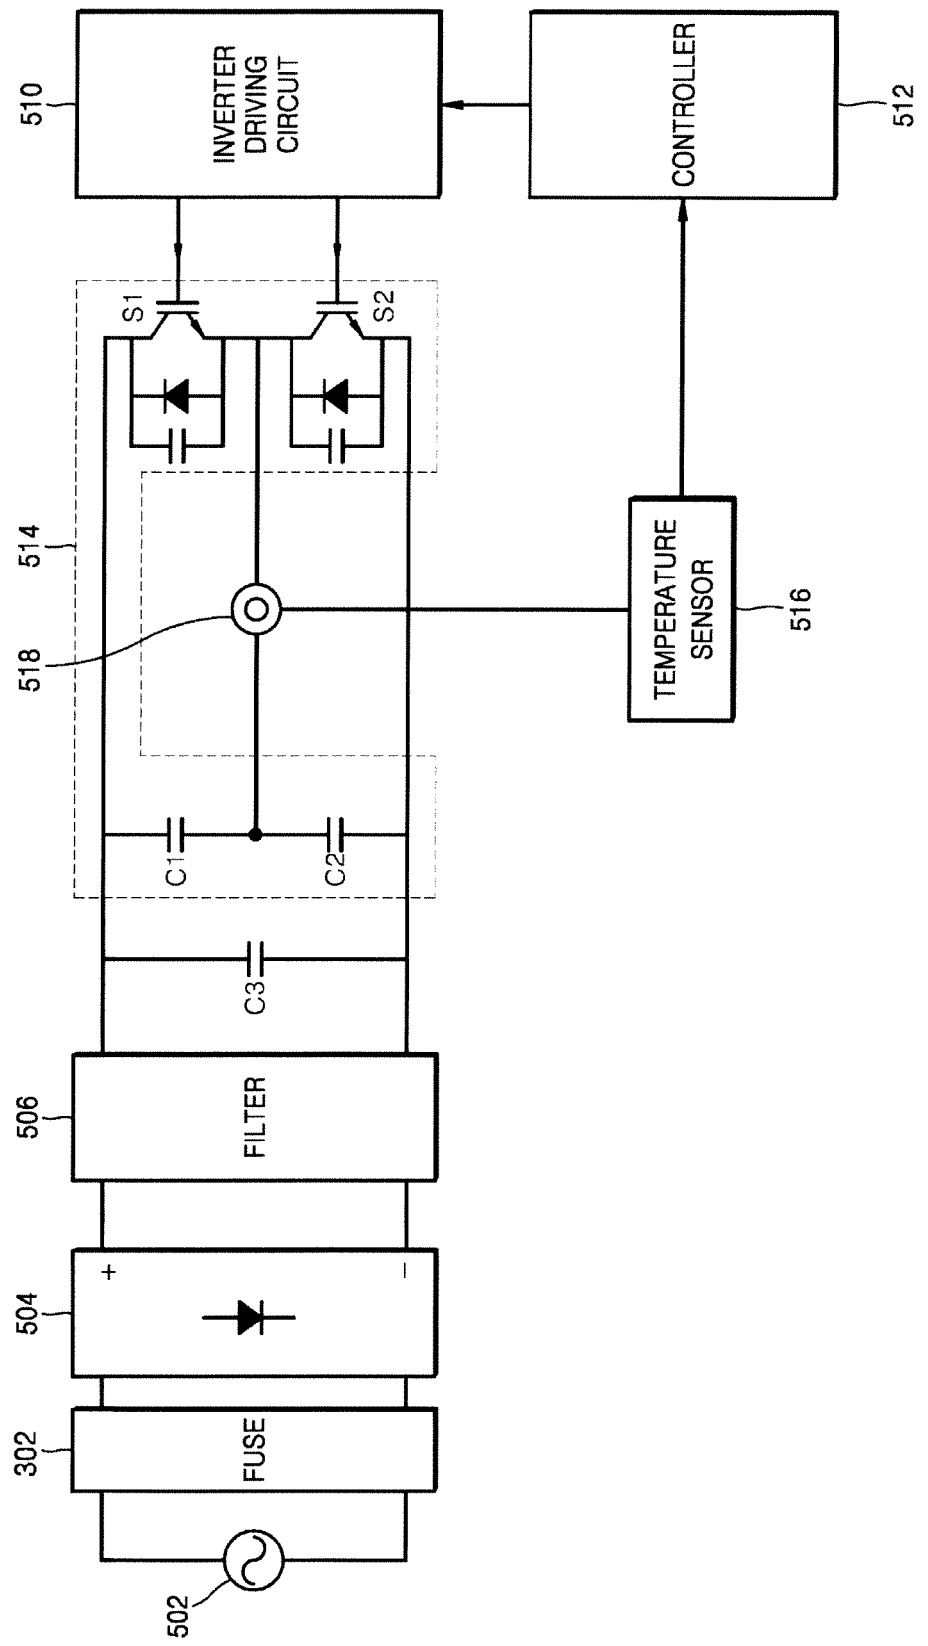 502
302
FUSE
504
+
−
506
FILTER
C3
514
518
C1
C2
S1
S2
TEMPERATURE
SENSOR
516
510
INVERTER
DRIVING
CIRCUIT
CONTROLLER
512